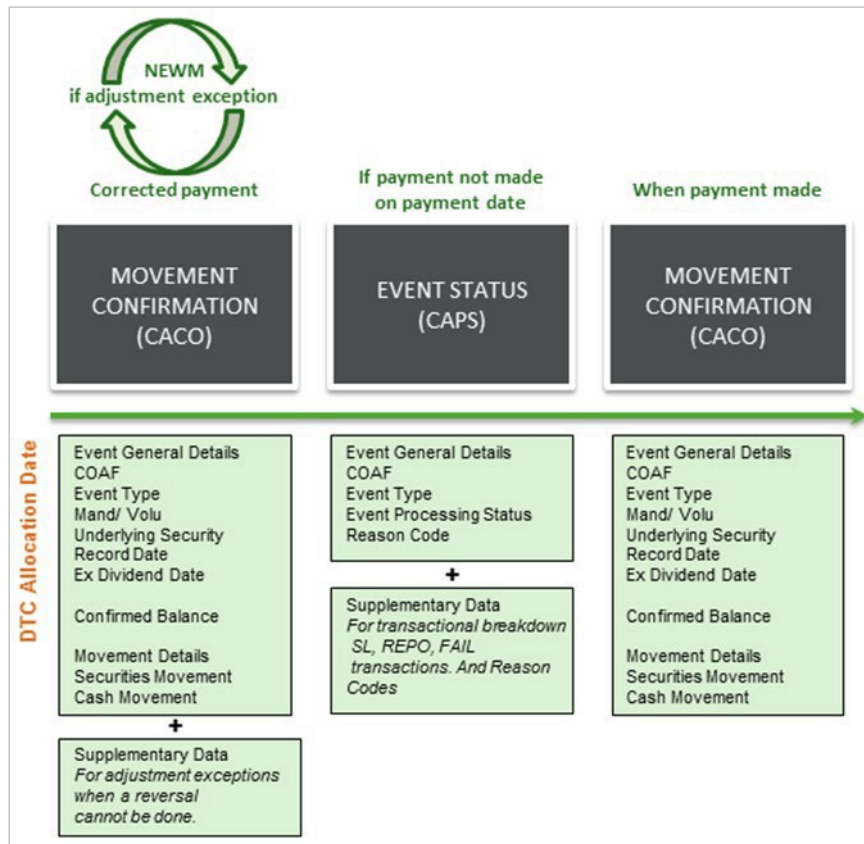 NEWM
if adjustment exception
Corrected payment
If payment not made
on payment date
When payment made
MOVEMENT
CONFIRMATION
(CACO)
EVENT STATUS
(CAPS)
MOVEMENT
CONFIRMATION
(CACO)
DTC Allocation Date
Event General Details
COAF
Event Type
Mand/ Volu
Underlying Security
Record Date
Ex Dividend Date
Confirmed Balance
Movement Details
Securities Movement
Cash Movement
+
Supplementary Data
For adjustment exceptions
when a reversal
cannot be done.
Event General Details
COAF
Event Type
Event Processing Status
Reason Code
+
Supplementary Data
For transactional breakdown
SL, REPO, FAIL
transactions. And Reason
Codes
Event General Details
COAF
Event Type
Mand/ Volu
Underlying Security
Record Date
Ex Dividend Date
Confirmed Balance
Movement Details
Securities Movement
Cash Movement